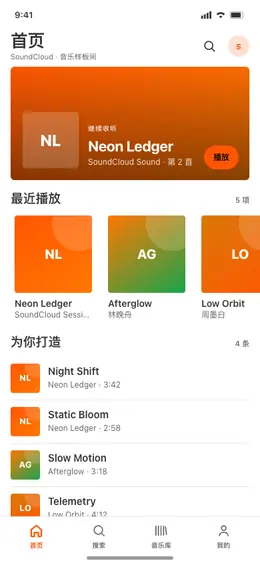 9:41
首页
SoundCloud · 音乐样板间
S
NL
继续收听
Neon Ledger
SoundCloud Sound · 第 2 首
播放
最近播放
5 项
NL
AG
LO
Neon Ledger
Afterglow
Low Orbit
SoundCloud Sessi...
林晚舟
周墨白
为你打造
4 条
NL
Night Shift
Neon Ledger · 3:42
NL
Static Bloom
Neon Ledger · 2:58
AG
Slow Motion
Afterglow · 3:18
LO
Telemetry
Low Orbit · 4:12
首页
搜索
音乐库
我的